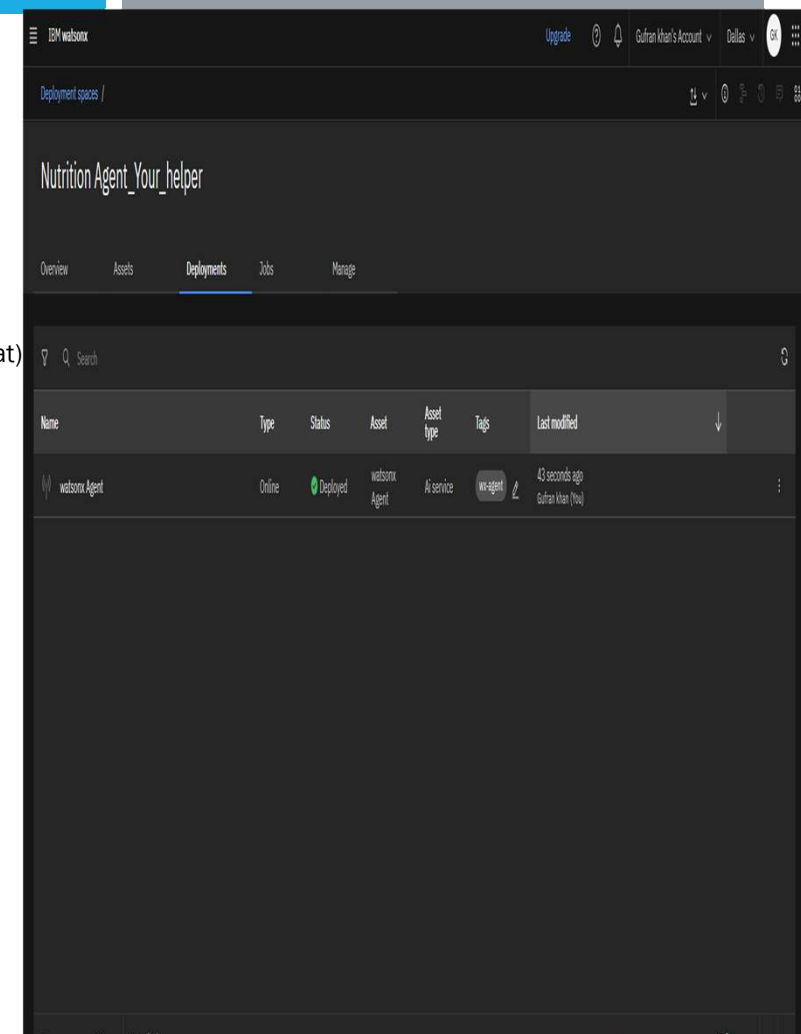 IBM watsonx Upgrade Gufran khan's Account Dallas GK
Deployment spaces /
Nutrition Agent_Your_helper
Overview Assets Deployments Jobs Manage
at)
Search
Name Type Status Asset Asset type Tags Last modified
watsonx Agent Online Deployed watsonx Agent Ai service wx-agent 43 seconds ago
Gufran khan (You)